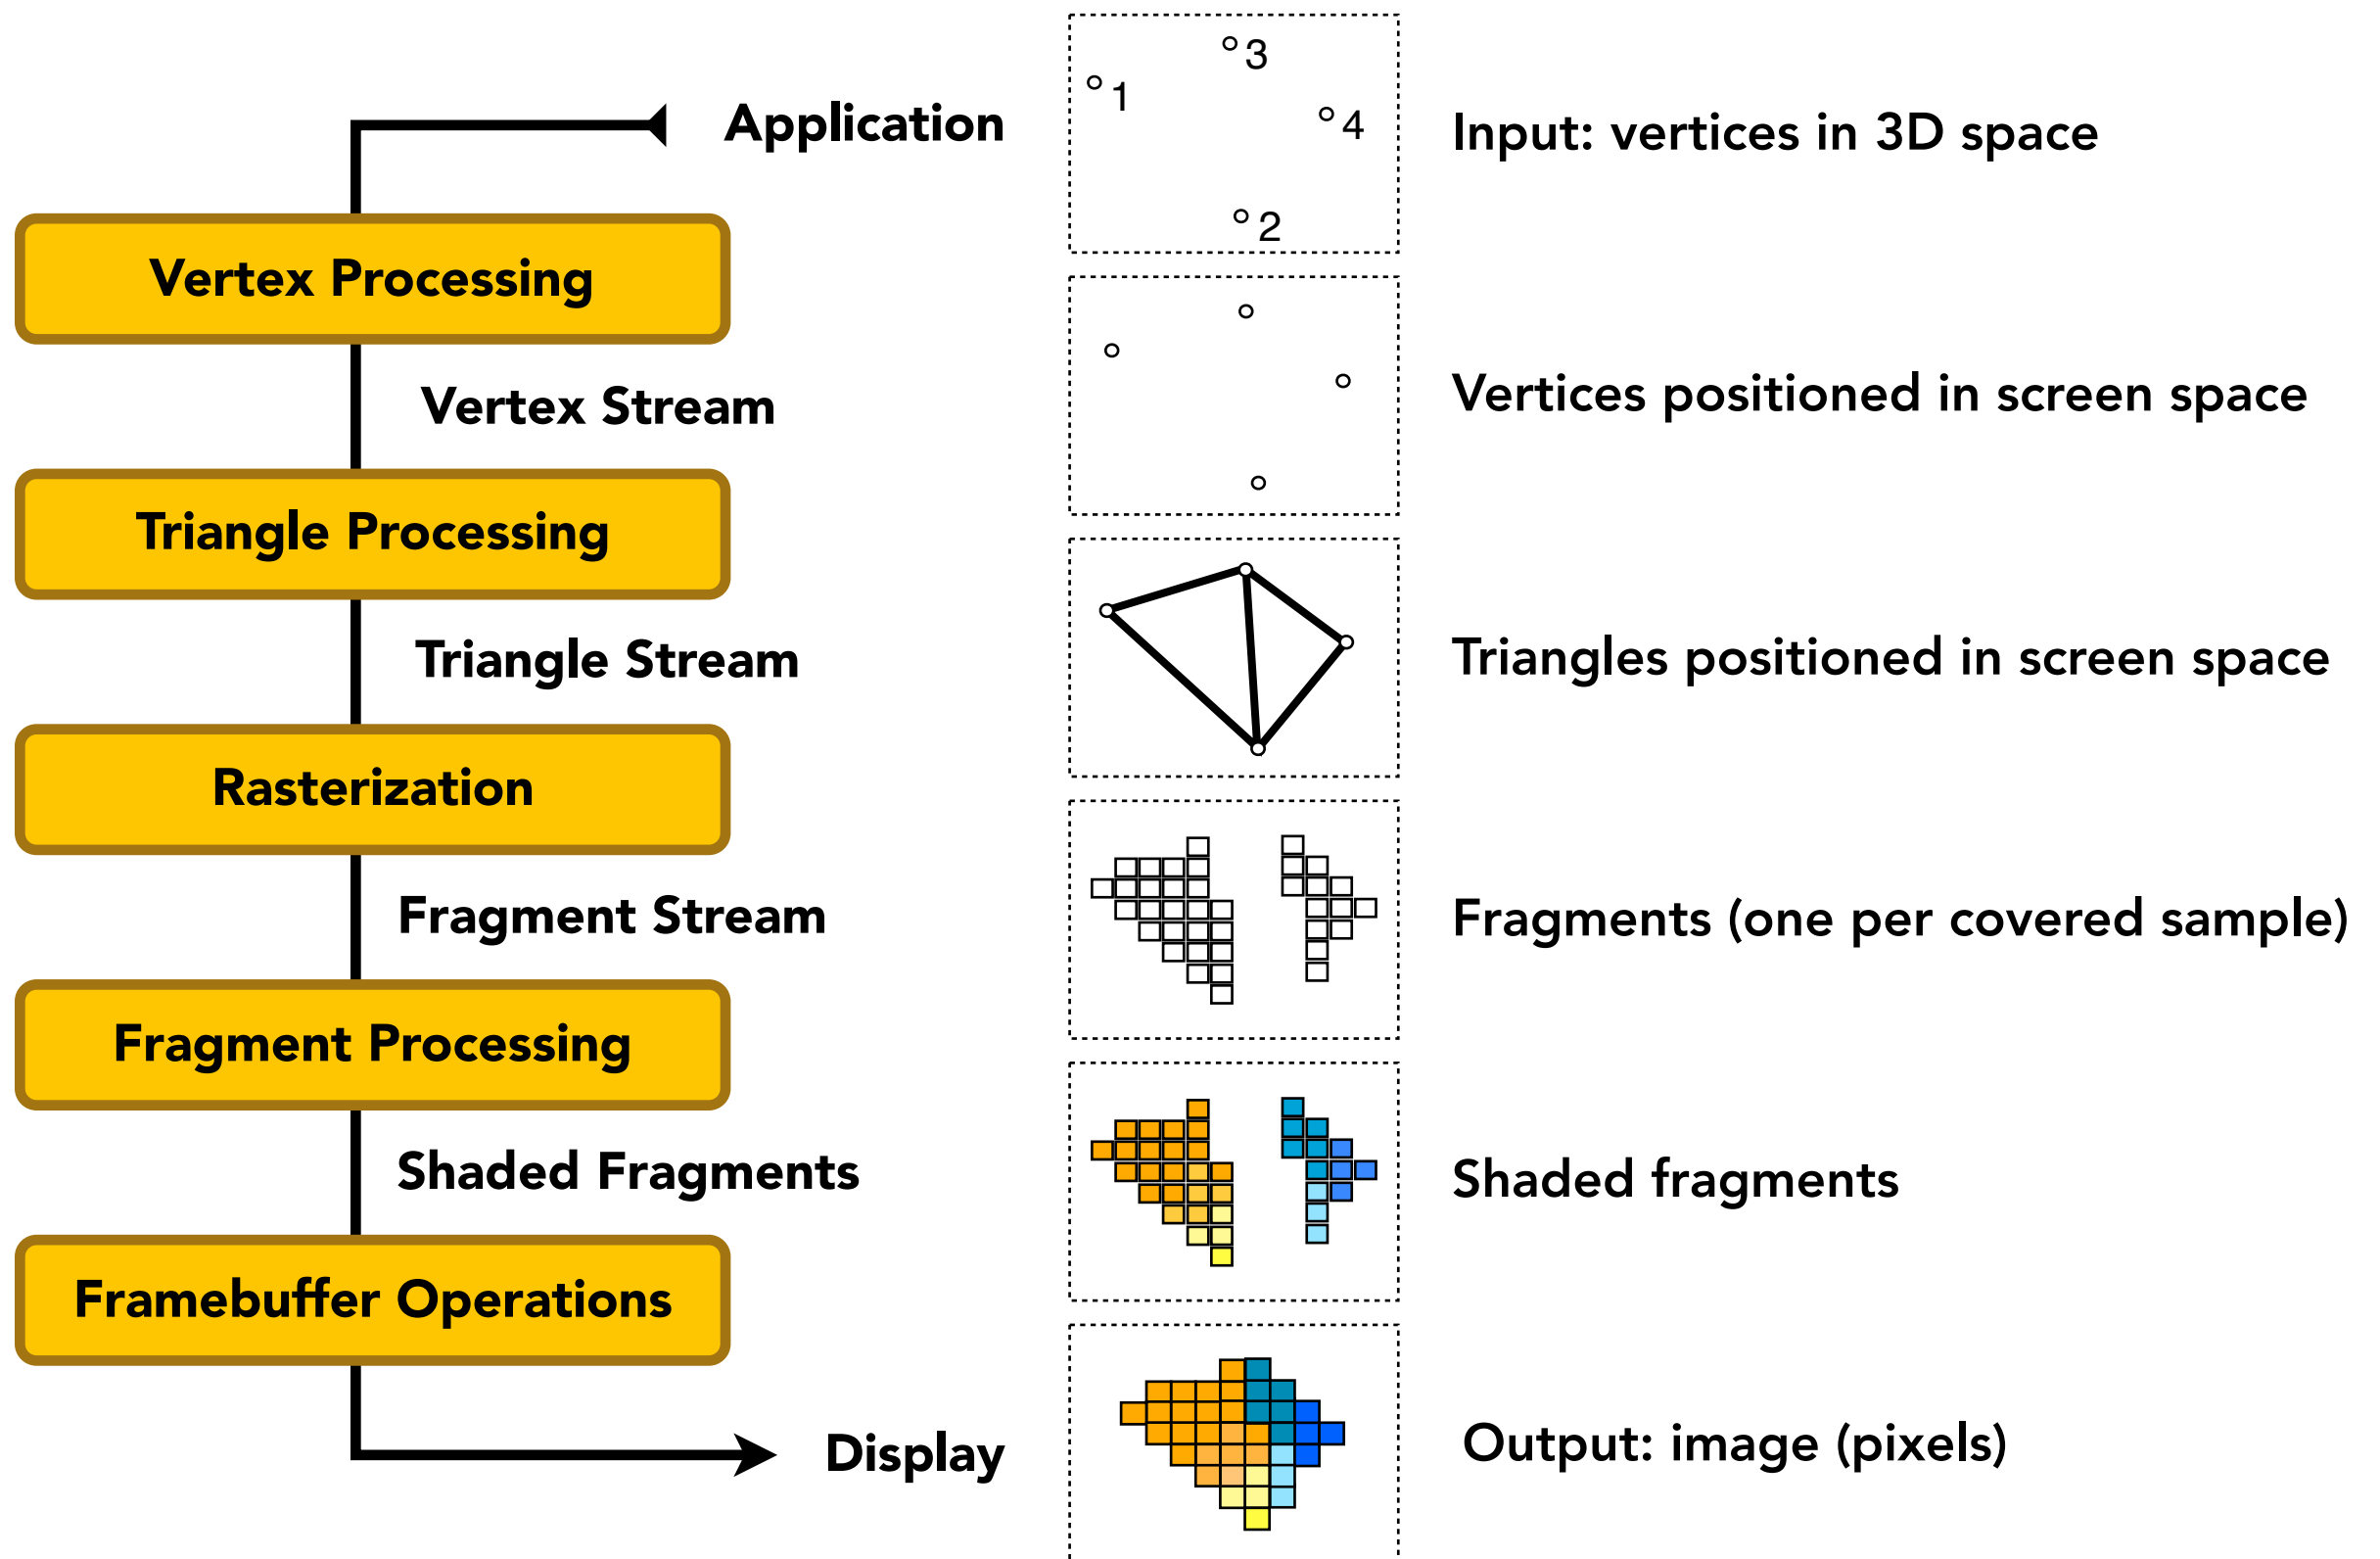 Application
Vertex Processing
Vertex Stream
Triangle Processing
Triangle Stream
Rasterization
Fragment Stream
Fragment Processing
Shaded Fragments
Framebuffer Operations
Display
3
1
4
2
Input: vertices in 3D space
Vertices positioned in screen space
Triangles positioned in screen space
Fragments (one per covered sample)
Shaded fragments
Output: image (pixels)